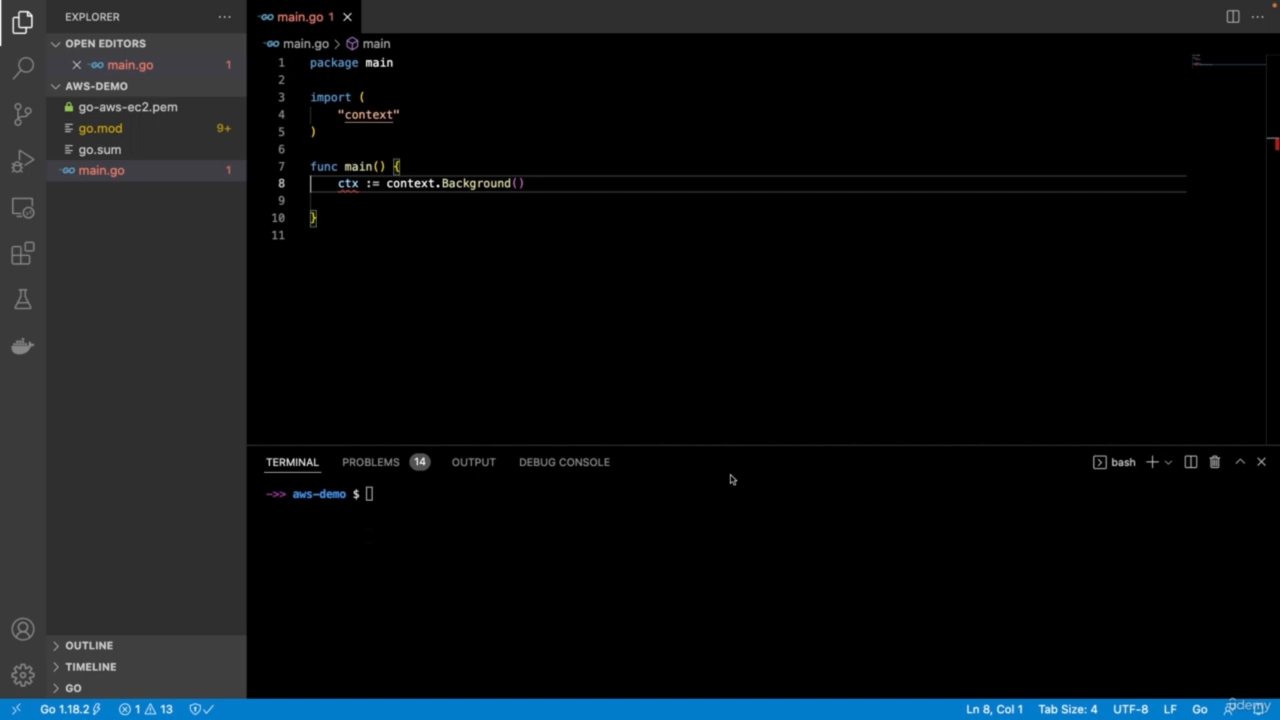 EXPLORER
OPEN EDITORS
main.go 1
AWS-DEMO
go-aws-ec2.pem
go.mod 9+
go.sum
main.go 1
OUTLINE
TIMELINE
GO
main.go 1
main.go > main
1 package main
2
3 import (
4 "context"
5 )
6
7 func main() {
8 ctx := context.Background()
9
10 }
11
TERMINAL PROBLEMS 14 OUTPUT DEBUG CONSOLE bash
->> aws-demo $
Go 1.18.2 1 13 Ln 8, Col 1 Tab Size: 4 UTF-8 LF Go
udemy